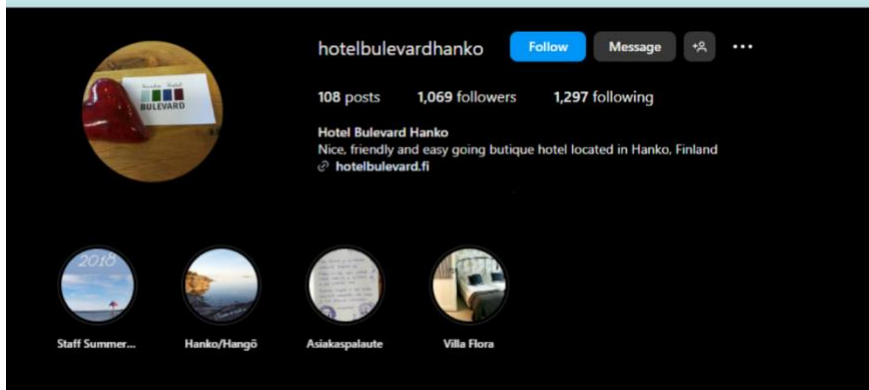 hotelbulevardhanko Follow Message
108 posts 1,069 followers 1,297 following
BULEVARD
Hotel Bulevard Hanko
Nice, friendly and easy going butique hotel located in Hanko, Finland
hotelbulevard.fi
2018
Staff Summer... Hanko/Hangö Asiakaspalaute Villa Flora